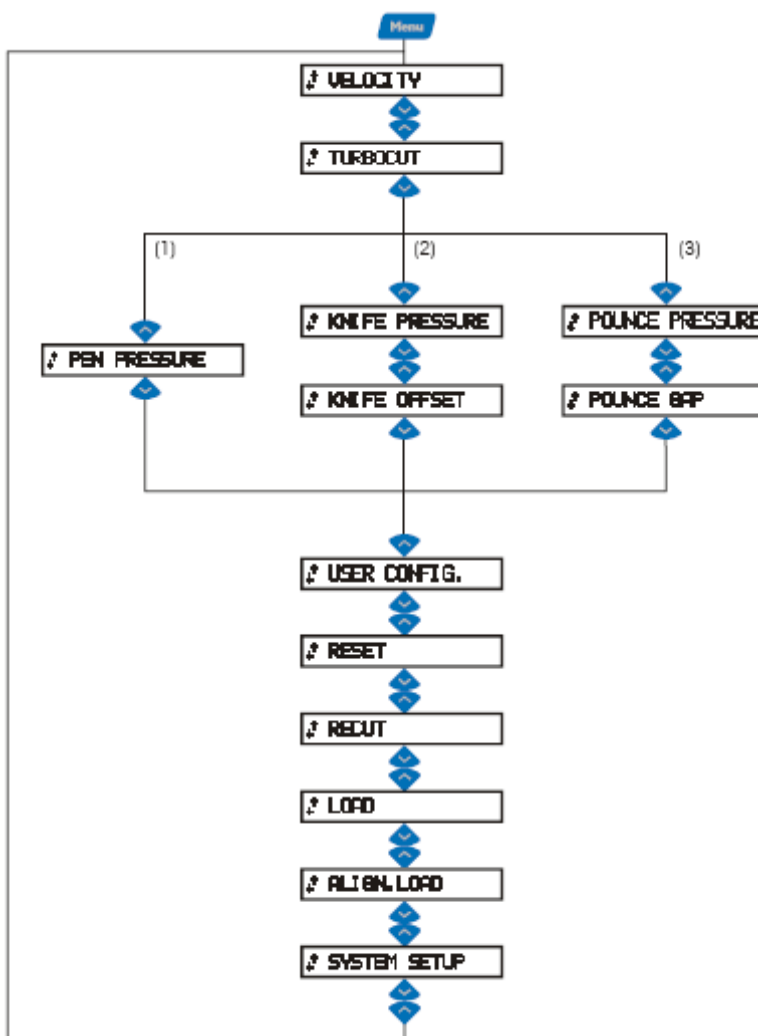 Menu
VELOCITY
TURBOCUT
(1) (2) (3)
KNIFE PRESSURE
POUNCE PRESSURE
PEN PRESSURE
KNIFE OFFSET
POUNCE GAP
USER CONFIG.
RESET
RECUT
LOAD
ALIGN.LOAD
SYSTEM SETUP